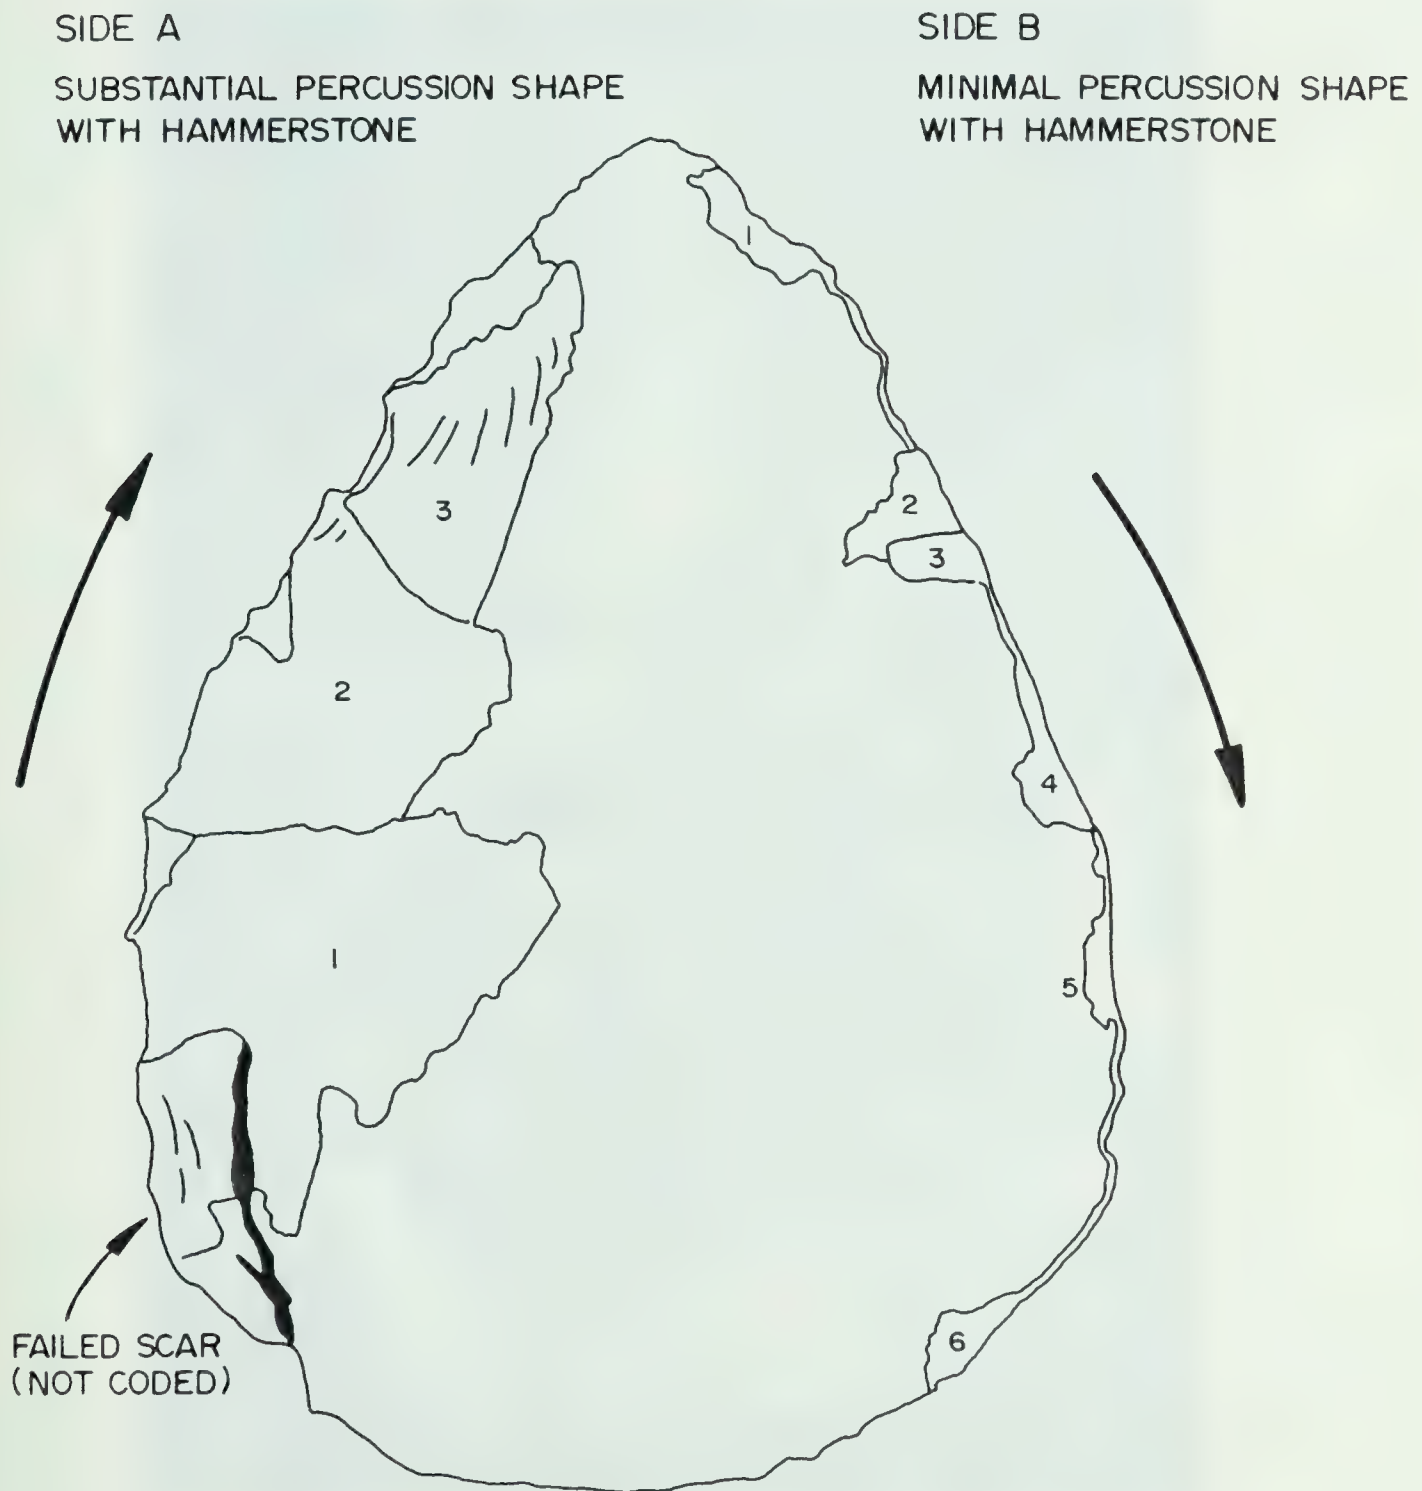 SIDE A
SUBSTANTIAL PERCUSSION SHAPE
WITH HAMMERSTONE
SIDE B
MINIMAL PERCUSSION SHAPE
WITH HAMMERSTONE
1
2
3
3
2
4
1
5
6
FAILED SCAR
(NOT CODED)